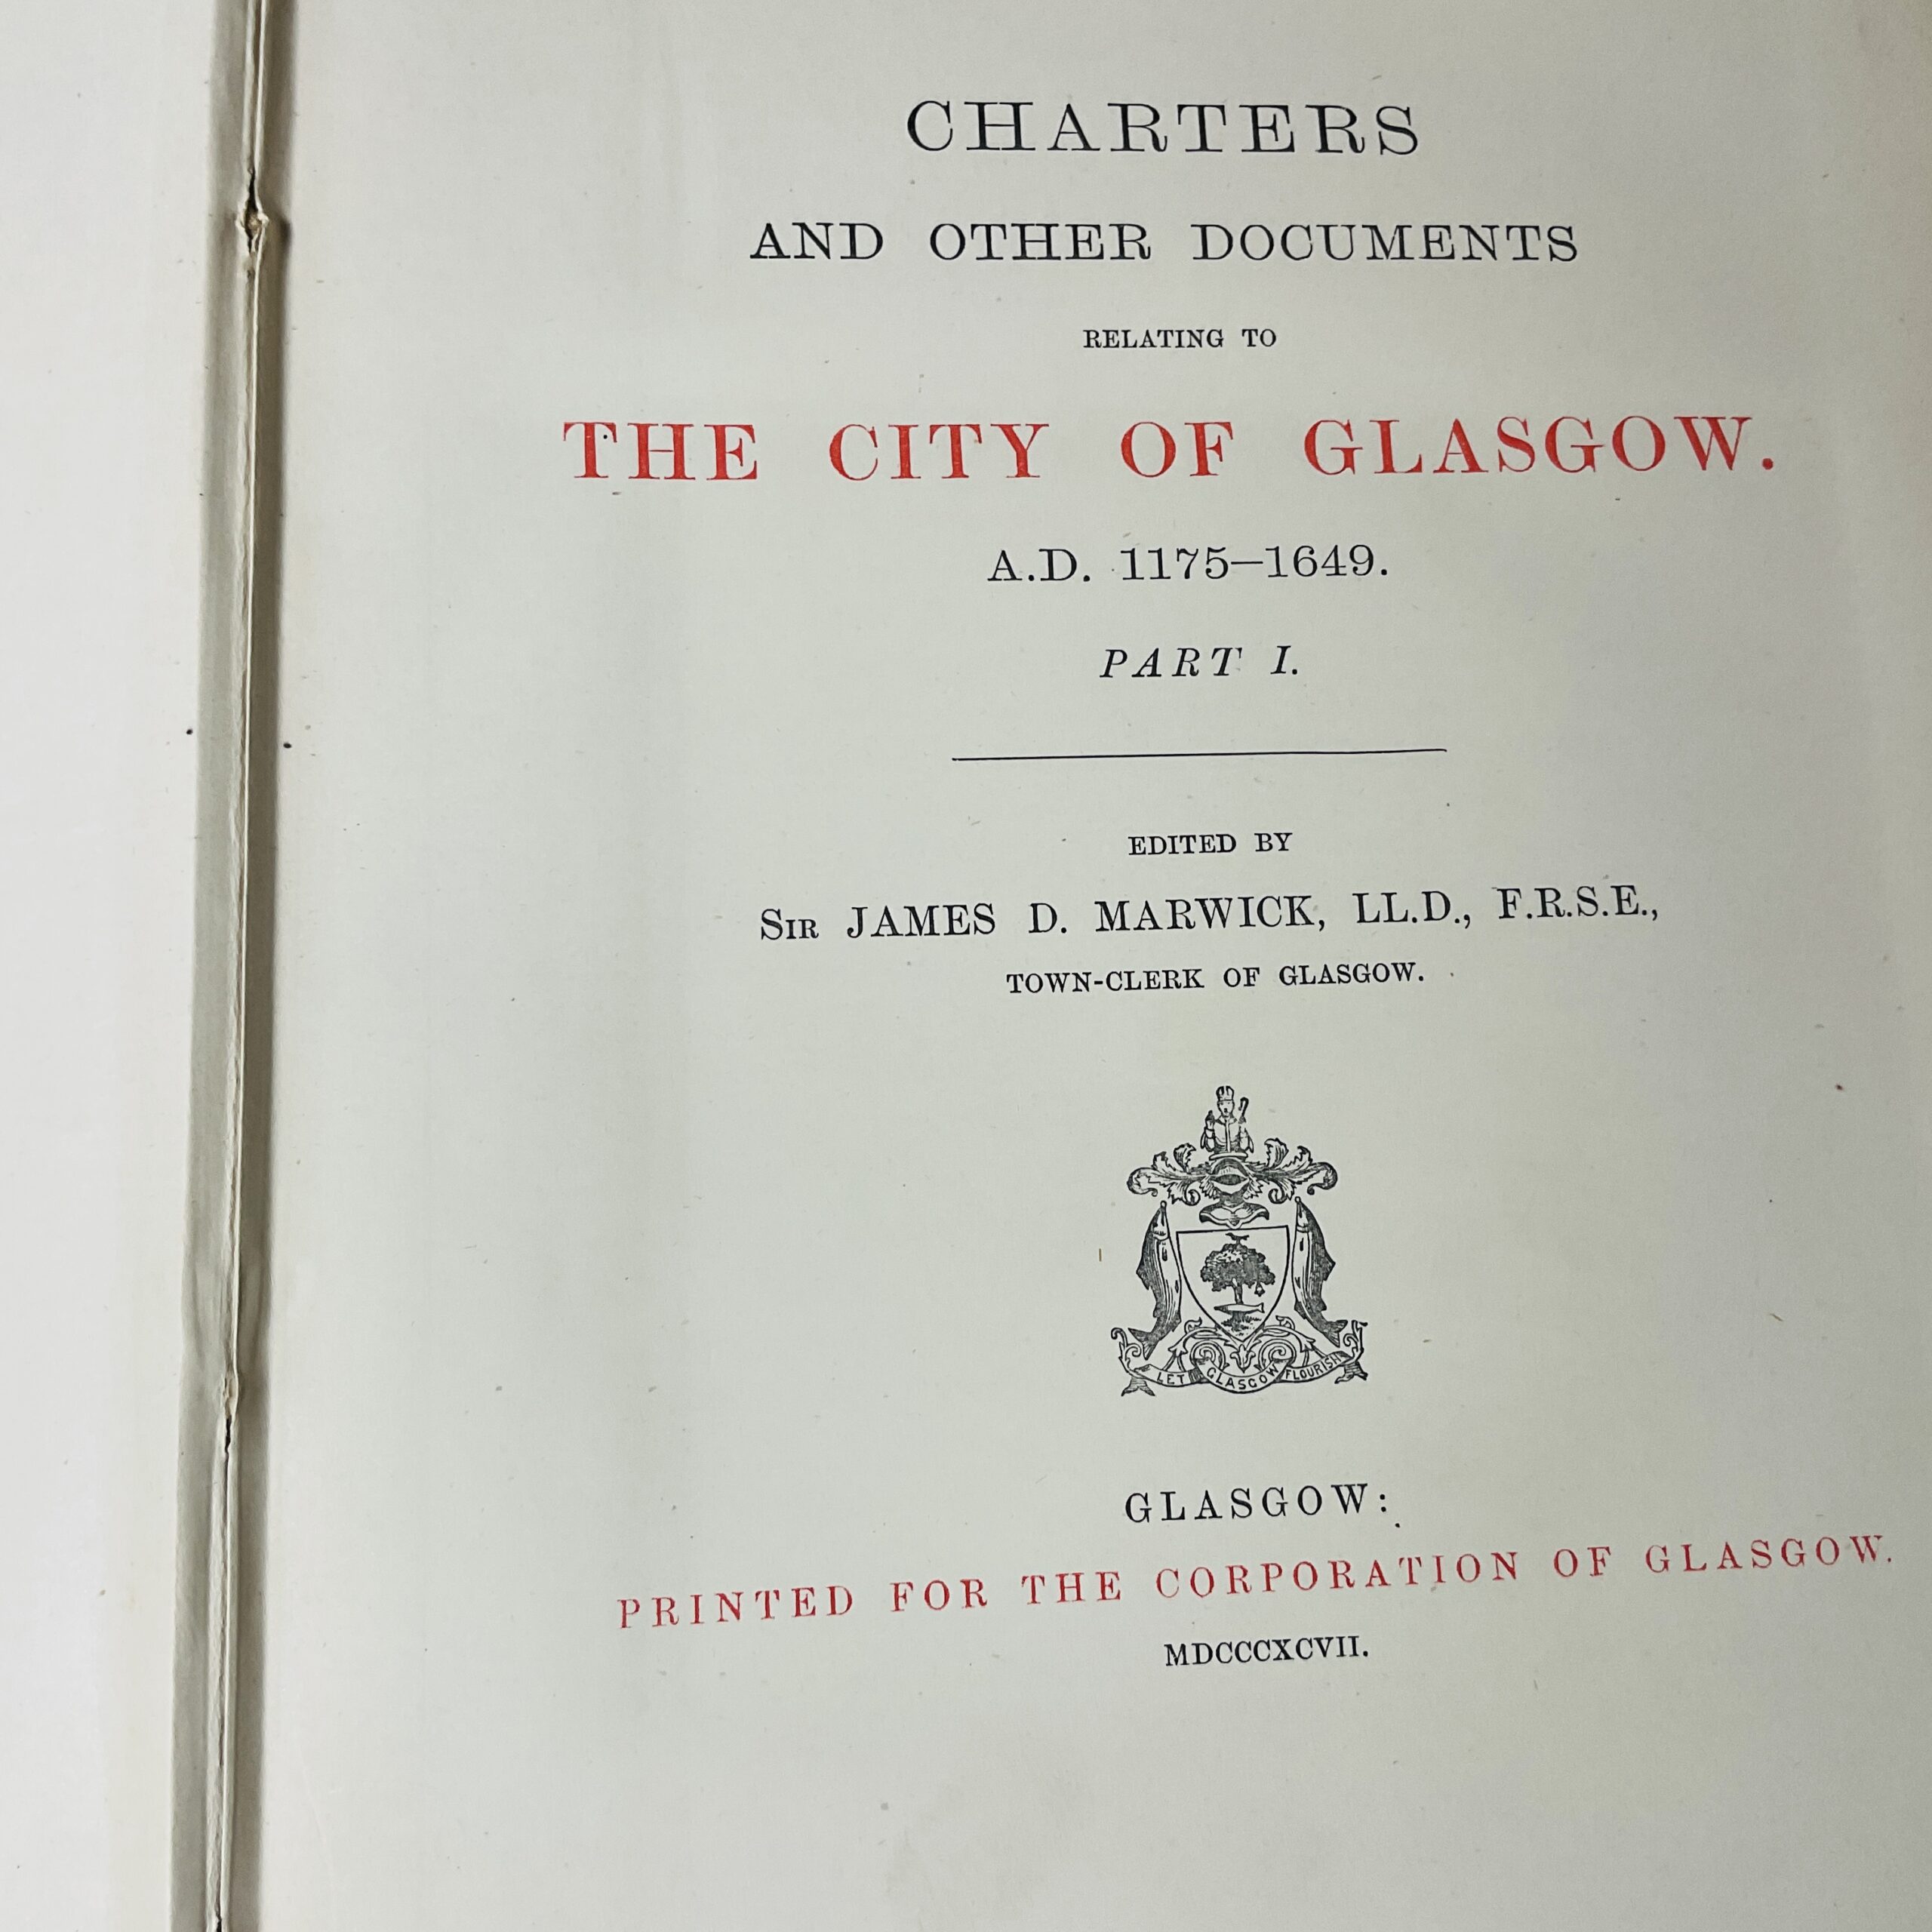 CHARTERS
AND OTHER DOCUMENTS
RELATING TO
THE CITY OF GLASGOW.
A.D. 1175–1649.
PART I.
EDITED BY
SIR JAMES D. MARWICK, LL.D., F.R.S.E.,
TOWN-CLERK OF GLASGOW.
LET GLASGOW FLOURISH
GLASGOW:
PRINTED FOR THE CORPORATION OF GLASGOW.
MDCCCXCVII.